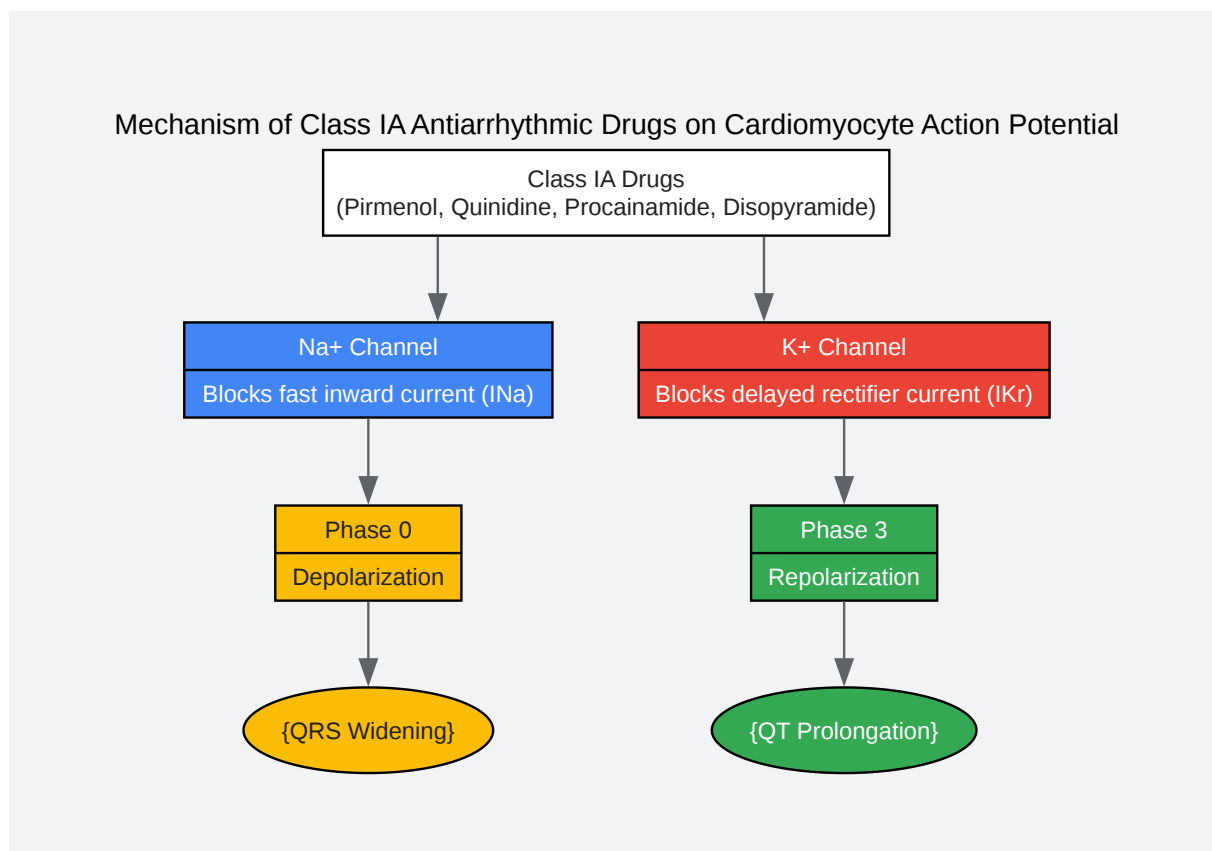 Mechanism of Class IA Antiarrhythmic Drugs on Cardiomyocyte Action Potential
Class IA Drugs
(Pirmenol, Quinidine, Procainamide, Disopyramide)
Na+ Channel
Blocks fast inward current (INa)
K+ Channel
Blocks delayed rectifier current (IKr)
Phase 0
Depolarization
Phase 3
Repolarization
{QRS Widening}
{QT Prolongation}